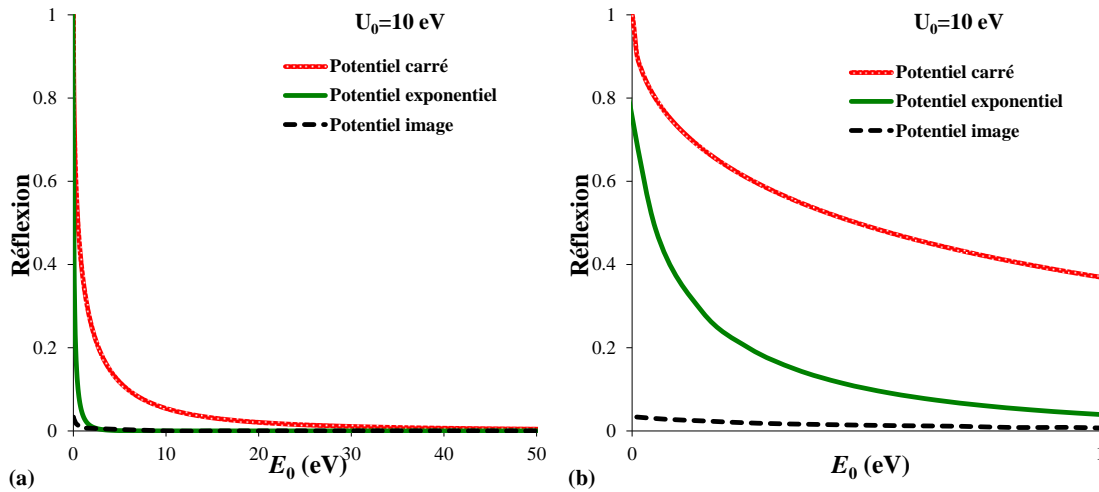 U₀=10 eV
Potentiel carré
Potentiel exponentiel
Potentiel image
Réflexion
1
0.8
0.6
0.4
0.2
0
0
10
20
30
40
50
E₀ (eV)
(a)
U₀=10 eV
Potentiel carré
Potentiel exponentiel
Potentiel image
Réflexion
1
0.8
0.6
0.4
0.2
0
0
1
E₀ (eV)
(b)